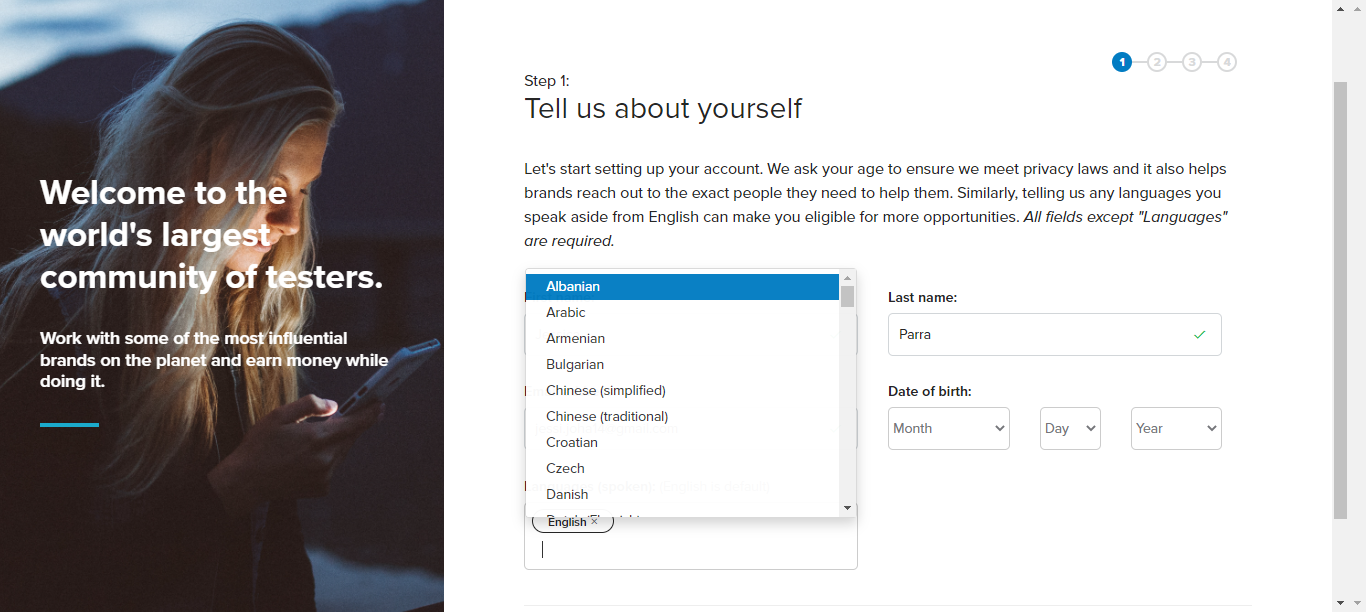 Welcome to the
world's largest
community of testers.
Work with some of the most influential
brands on the planet and earn money while
doing it.
1 2 3 4
Step 1:
Tell us about yourself
Let's start setting up your account. We ask your age to ensure we meet privacy laws and it also helps
brands reach out to the exact people they need to help them. Similarly, telling us any languages you
speak aside from English can make you eligible for more opportunities. All fields except "Languages"
are required.
Albanian
Arabic
Armenian
Bulgarian
Chinese (simplified)
Chinese (traditional)
Croatian
Czech
Danish
English ×
Last name:
Parra
Date of birth:
Month Day Year